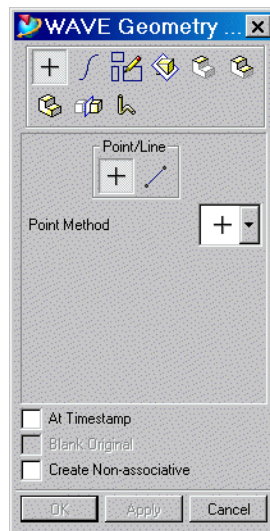 WAVE Geometry ...
Point/Line
Point Method
At Timestamp
Blank Original
Create Non-associative
OK Apply Cancel